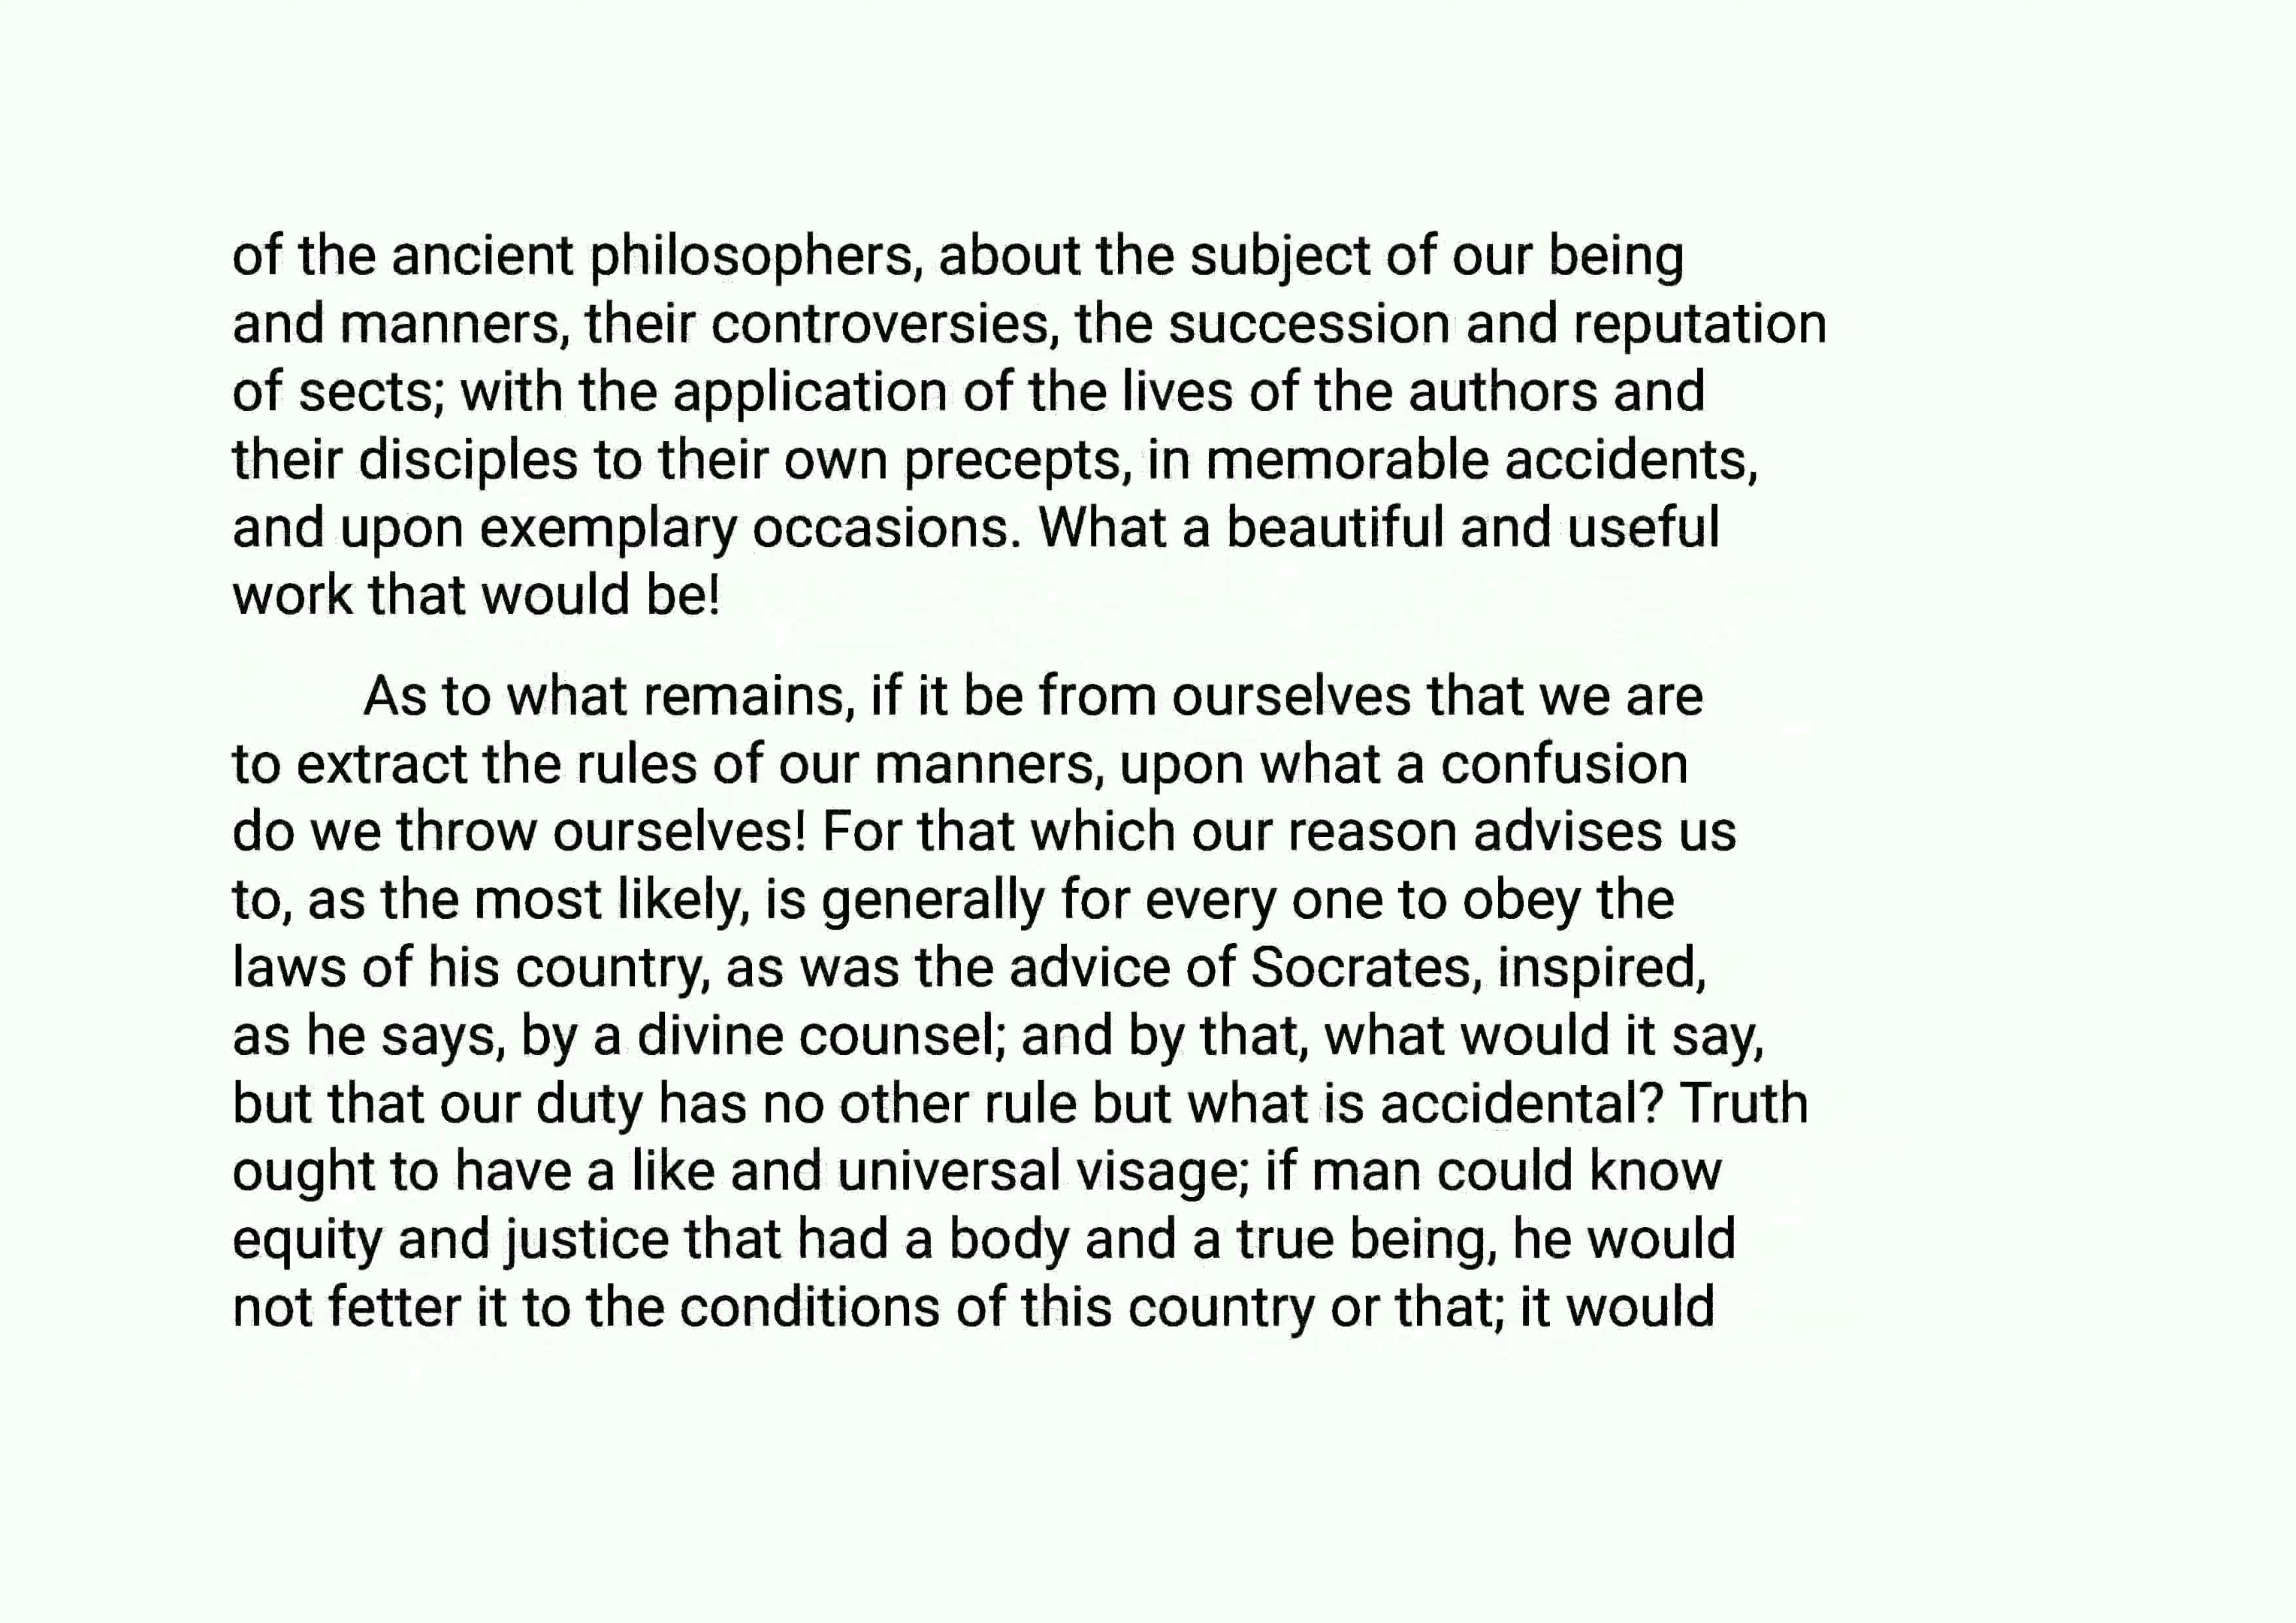 of the ancient philosophers, about the subject of our being
and manners, their controversies, the succession and reputation
of sects; with the application of the lives of the authors and
their disciples to their own precepts, in memorable accidents,
and upon exemplary occasions. What a beautiful and useful
work that would be!
As to what remains, if it be from ourselves that we are
to extract the rules of our manners, upon what a confusion
do we throw ourselves! For that which our reason advises us
to, as the most likely, is generally for every one to obey the
laws of his country, as was the advice of Socrates, inspired,
as he says, by a divine counsel; and by that, what would it say,
but that our duty has no other rule but what is accidental? Truth
ought to have a like and universal visage; if man could know
equity and justice that had a body and a true being, he would
not fetter it to the conditions of this country or that; it would